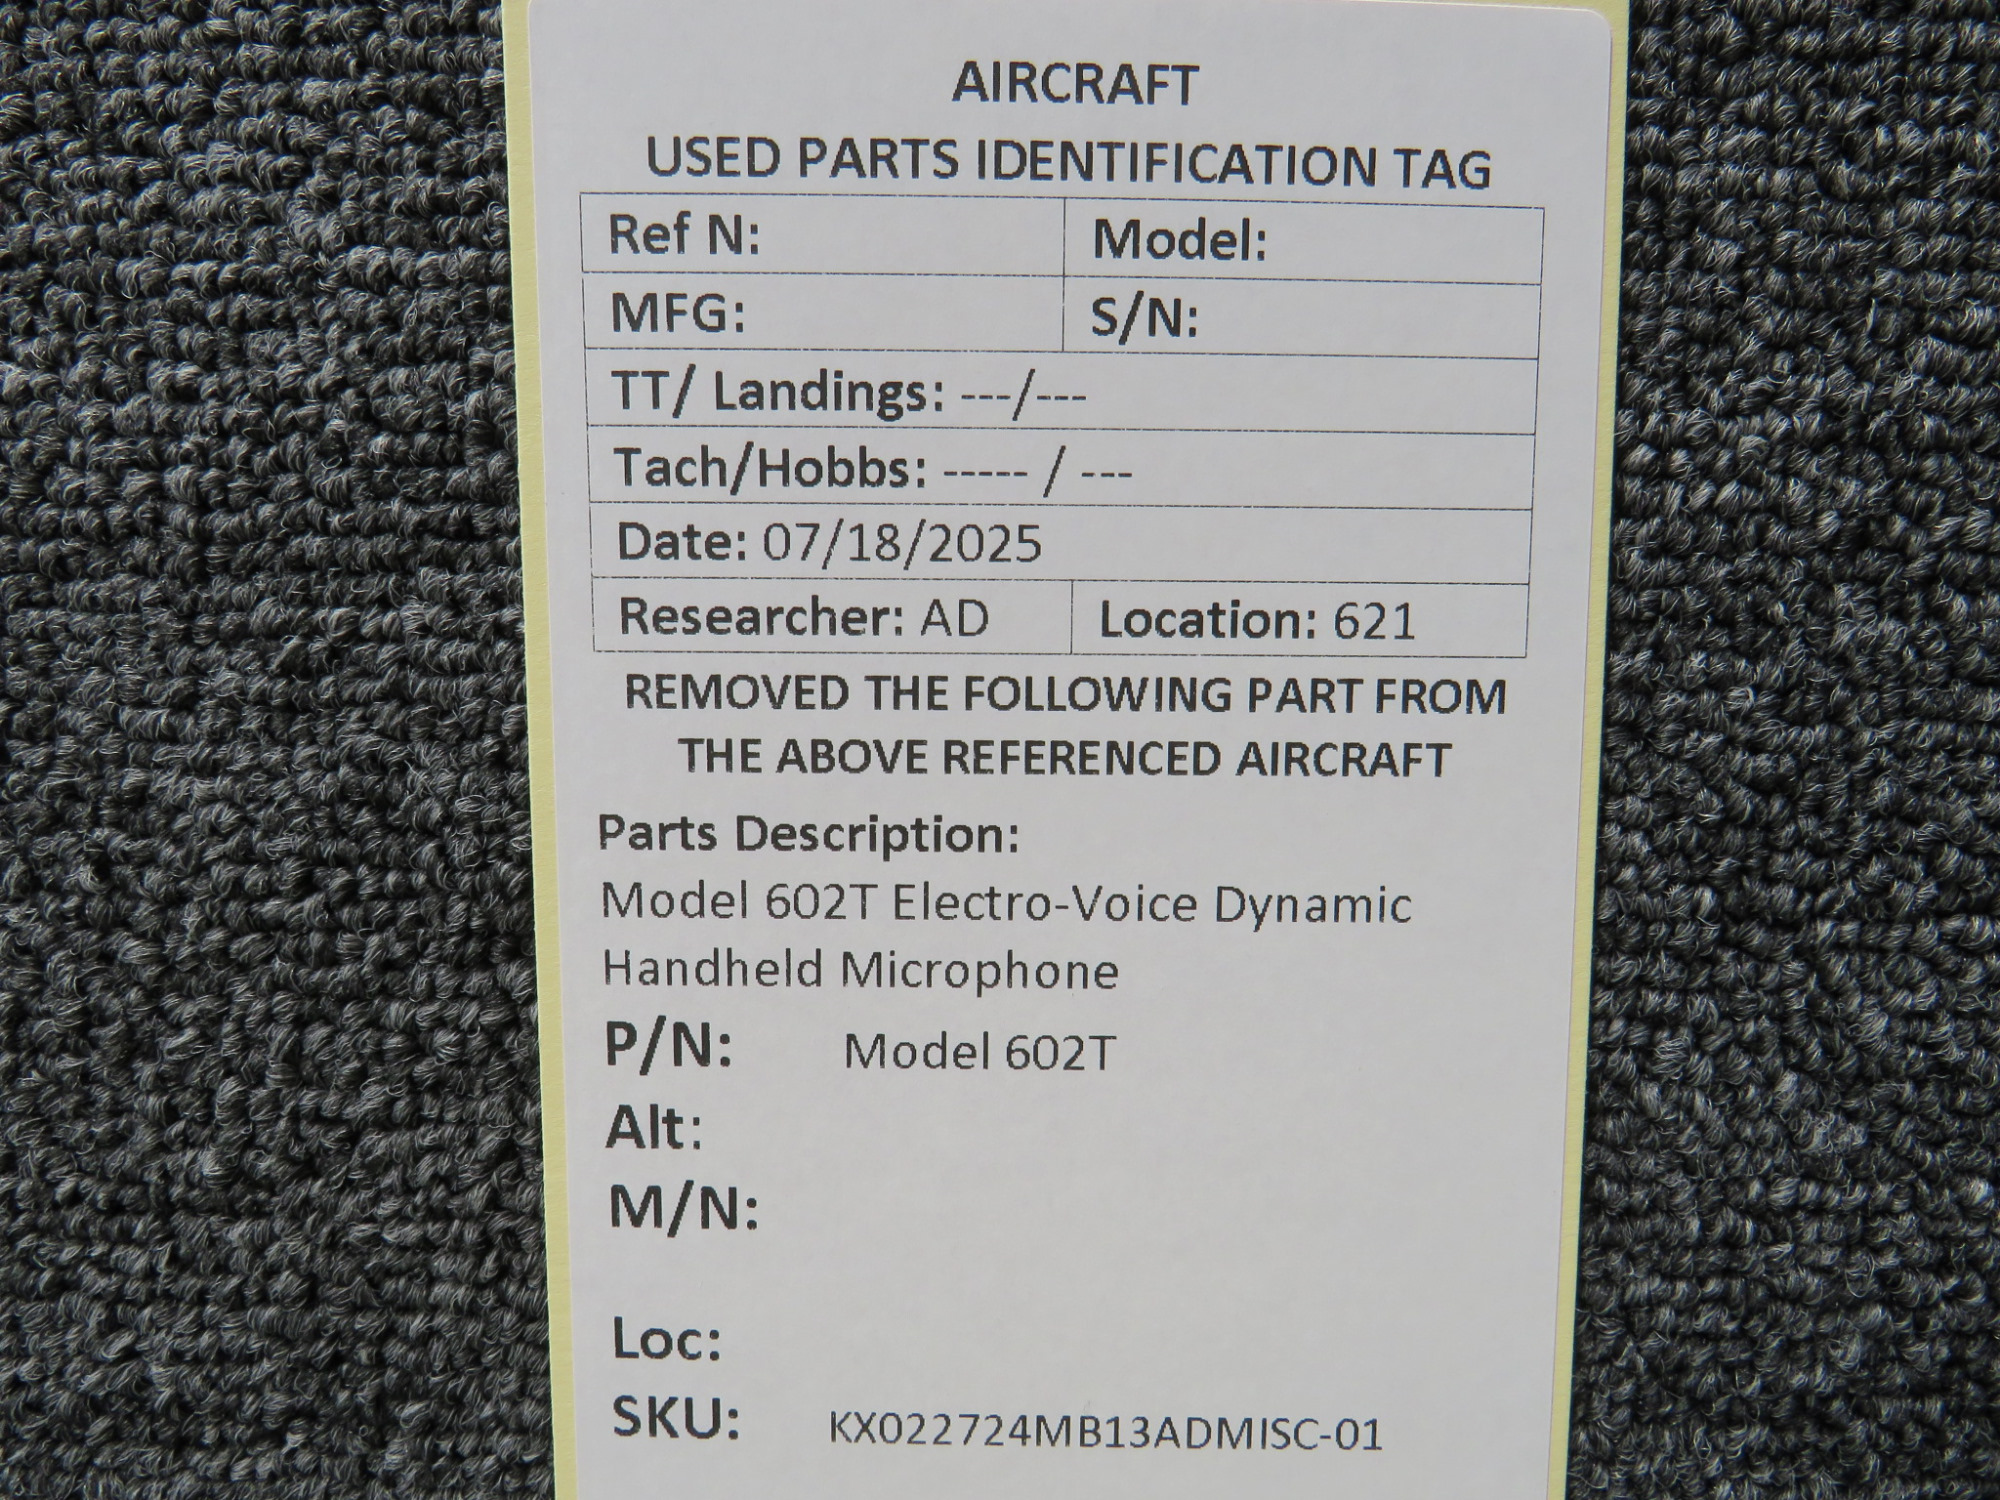 AIRCRAFT
USED PARTS IDENTIFICATION TAG
Ref N: Model:
MFG: S/N:
TT/ Landings: ---/---
Tach/Hobbs: ----- / ---
Date: 07/18/2025
Researcher: AD Location: 621
REMOVED THE FOLLOWING PART FROM
THE ABOVE REFERENCED AIRCRAFT
Parts Description:
Model 602T Electro-Voice Dynamic
Handheld Microphone
P/N: Model 602T
Alt:
M/N:
Loc:
SKU: KX022724MB13ADMISC-01